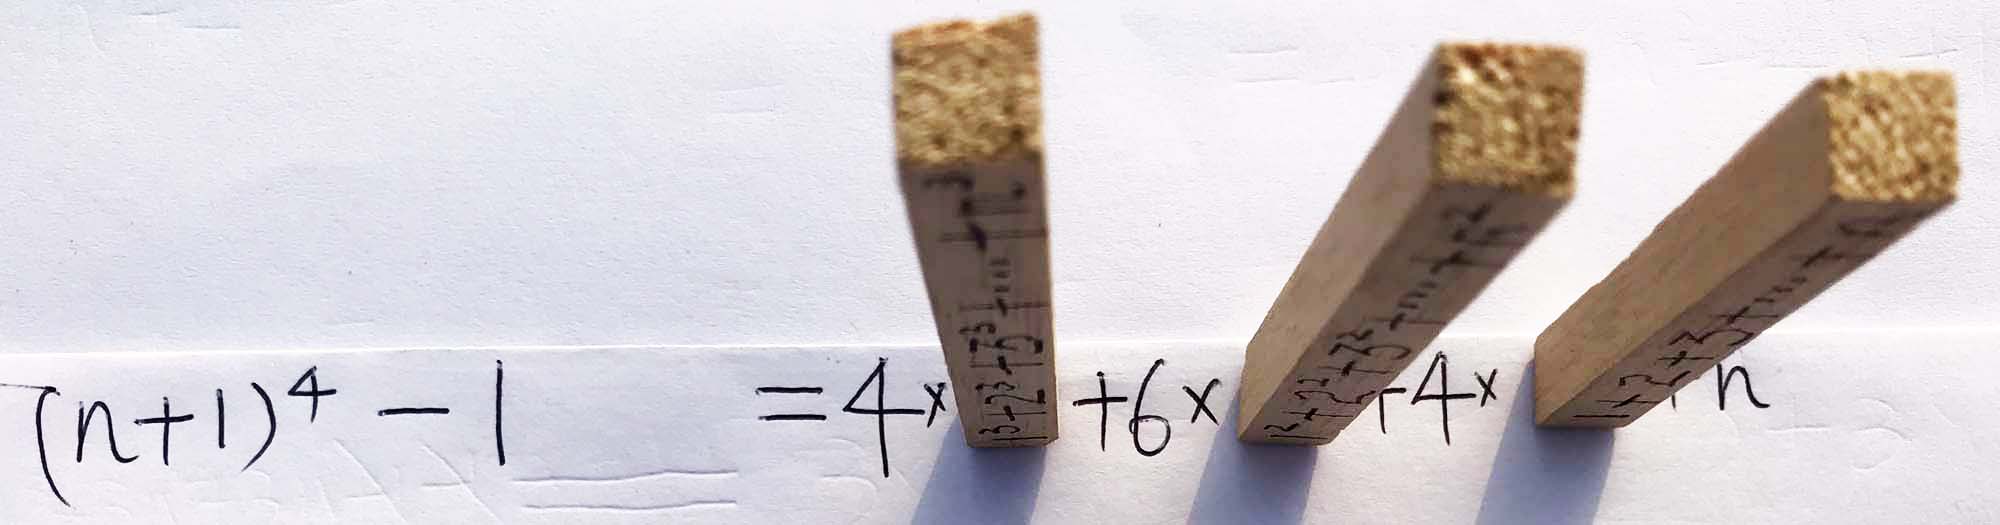 (n+1)⁴ - 1 = 4× 1³+2³+3³+...+n³ +6× 1²+2²+3²+...+n² +4× 1+2+3+...+n + n